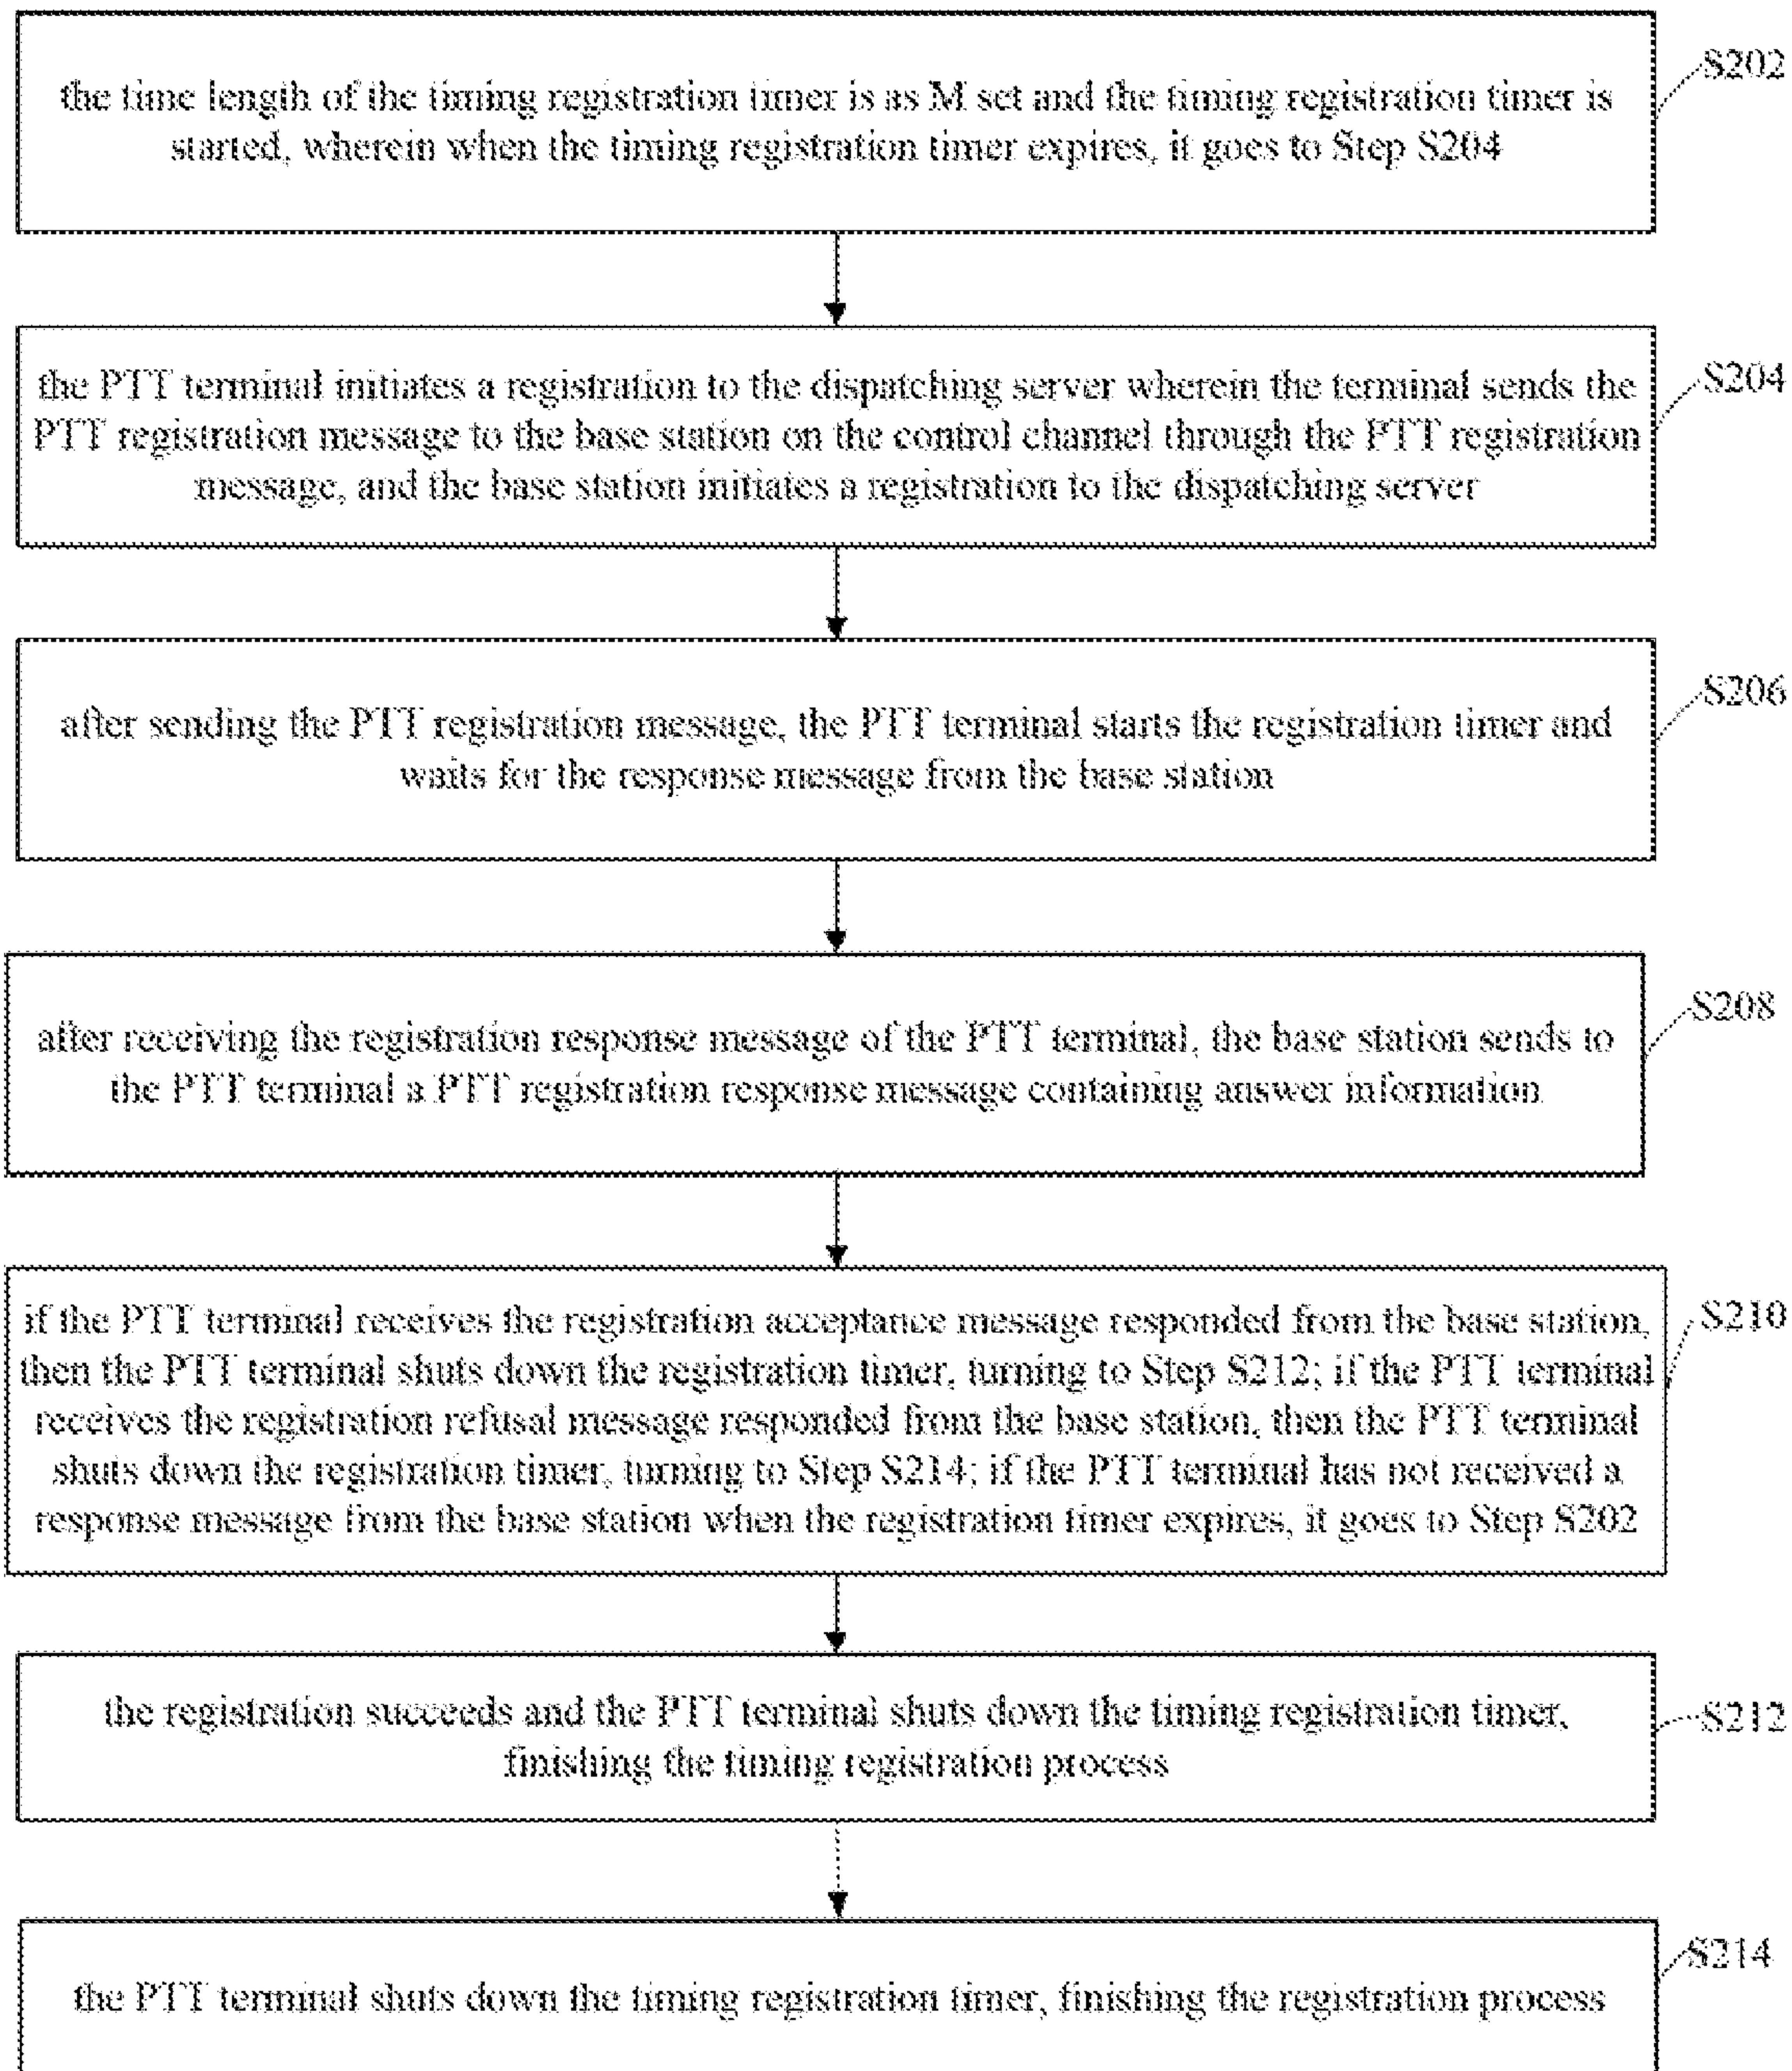 the time length of the timing registration timer is as M set and the timing registration timer is
started, wherein when the timing registration timer expires, it goes to Step S204
S202
the PTT terminal initiates a registration to the dispatching server wherein the terminal sends the
PTT registration message to the base station on the control channel through the PTT registration
message, and the base station initiates a registration to the dispatching server
S204
after sending the PTT registration message, the PTT terminal starts the registration timer and
waits for the response message from the base station
S206
after receiving the registration response message of the PTT terminal, the base station sends to
the PTT terminal a PTT registration response message containing answer information
S208
if the PTT terminal receives the registration acceptance message responded from the base station,
then the PTT terminal shuts down the registration timer, turning to Step S212; if the PTT terminal
receives the registration refusal message responded from the base station, then the PTT terminal
shuts down the registration timer, turning to Step S214; if the PTT terminal has not received a
response message from the base station when the registration timer expires, it goes to Step S202
S210
the registration succeeds and the PTT terminal shuts down the timing registration timer,
finishing the timing registration process
S212
the PTT terminal shuts down the timing registration timer, finishing the registration process
S214